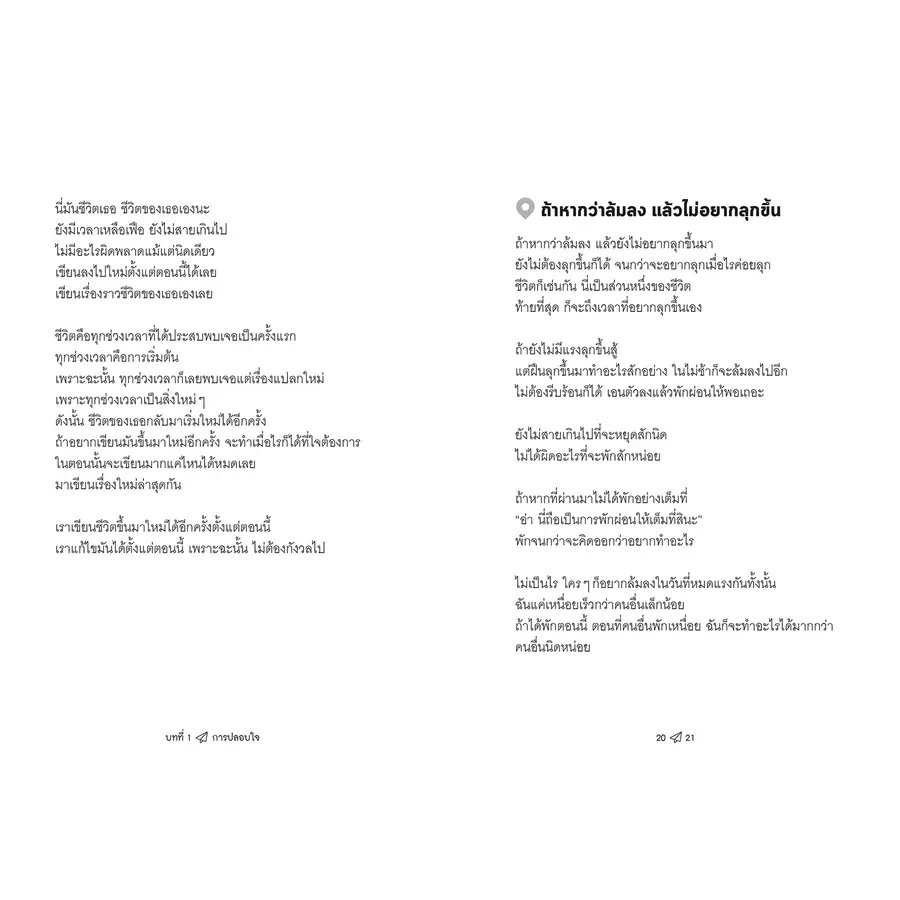 นี่มันชีวิตเธอ ชีวิตของเธอเองนะ
ยังมีเวลาเหลือเฟือ ยังไม่สายเกินไป
ไม่มีอะไรผิดพลาดแม้แต่นิดเดียว
เขียนลงไปใหม่ตั้งแต่ตอนนี้ได้เลย
เขียนเรื่องราวชีวิตของเธอเองเลย
ชีวิตคือทุกช่วงเวลาที่ได้ประสบพบเจอเป็นครั้งแรก
ทุกช่วงเวลาคือการเริ่มต้น
เพราะฉะนั้น ทุกช่วงเวลาก็เลยพบเจอแต่เรื่องแปลกใหม่
เพราะทุกช่วงเวลาเป็นสิ่งใหม่ๆ
ดังนั้น ชีวิตของเธอกลับมาเริ่มใหม่ได้อีกครั้ง
ถ้าอยากเขียนมันขึ้นมาใหม่อีกครั้ง จะทำเมื่อไรก็ได้ที่ใจต้องการ
ในตอนนั้นจะเขียนมากแค่ไหนได้หมดเลย
มาเขียนเรื่องใหม่ล่าสุดกัน
เราเขียนชีวิตขึ้นมาใหม่ได้อีกครั้งตั้งแต่ตอนนี้
เราแก้ไขมันได้ตั้งแต่ตอนนี้ เพราะฉะนั้น ไม่ต้องกังวลไป
บทที่ 1 การปลอบใจ
ถ้าหากว่าล้มลง แล้วไม่อยากลุกขึ้น
ถ้าหากว่าล้มลง แล้วยังไม่อยากลุกขึ้นมา
ยังไม่ต้องลุกขึ้นก็ได้ จนกว่าจะอยากลุกเมื่อไรค่อยลุก
ชีวิตก็เช่นกัน นี่เป็นส่วนหนึ่งของชีวิต
ท้ายที่สุด ก็จะถึงเวลาที่อยากลุกขึ้นเอง
ถ้ายังไม่มีแรงลุกขึ้นสู้
แต่ฝืนลุกขึ้นมาทำอะไรสักอย่าง ในไม่ช้าก็จะล้มลงไปอีก
ไม่ต้องรีบร้อนก็ได้ เอนตัวลงแล้วพักผ่อนให้พอเถอะ
ยังไม่สายเกินไปที่จะหยุดสักนิด
ไม่ได้ผิดอะไรที่จะพักสักหน่อย
ถ้าหากที่ผ่านมาไม่ได้พักอย่างเต็มที่
“อ่า นี่ถือเป็นการพักผ่อนให้เต็มที่สินะ”
พักจนกว่าจะคิดออกว่าอยากทำอะไร
ไม่เป็นไร ใครๆ ก็อยากล้มลงในวันที่หมดแรงกันทั้งนั้น
ฉันแค่เหนื่อยเร็วกว่าคนอื่นเล็กน้อย
ถ้าได้พักตอนนี้ ตอนที่คนอื่นพักเหนื่อย ฉันก็จะทำอะไรได้มากกว่า
คนอื่นนิดหน่อย
20 21